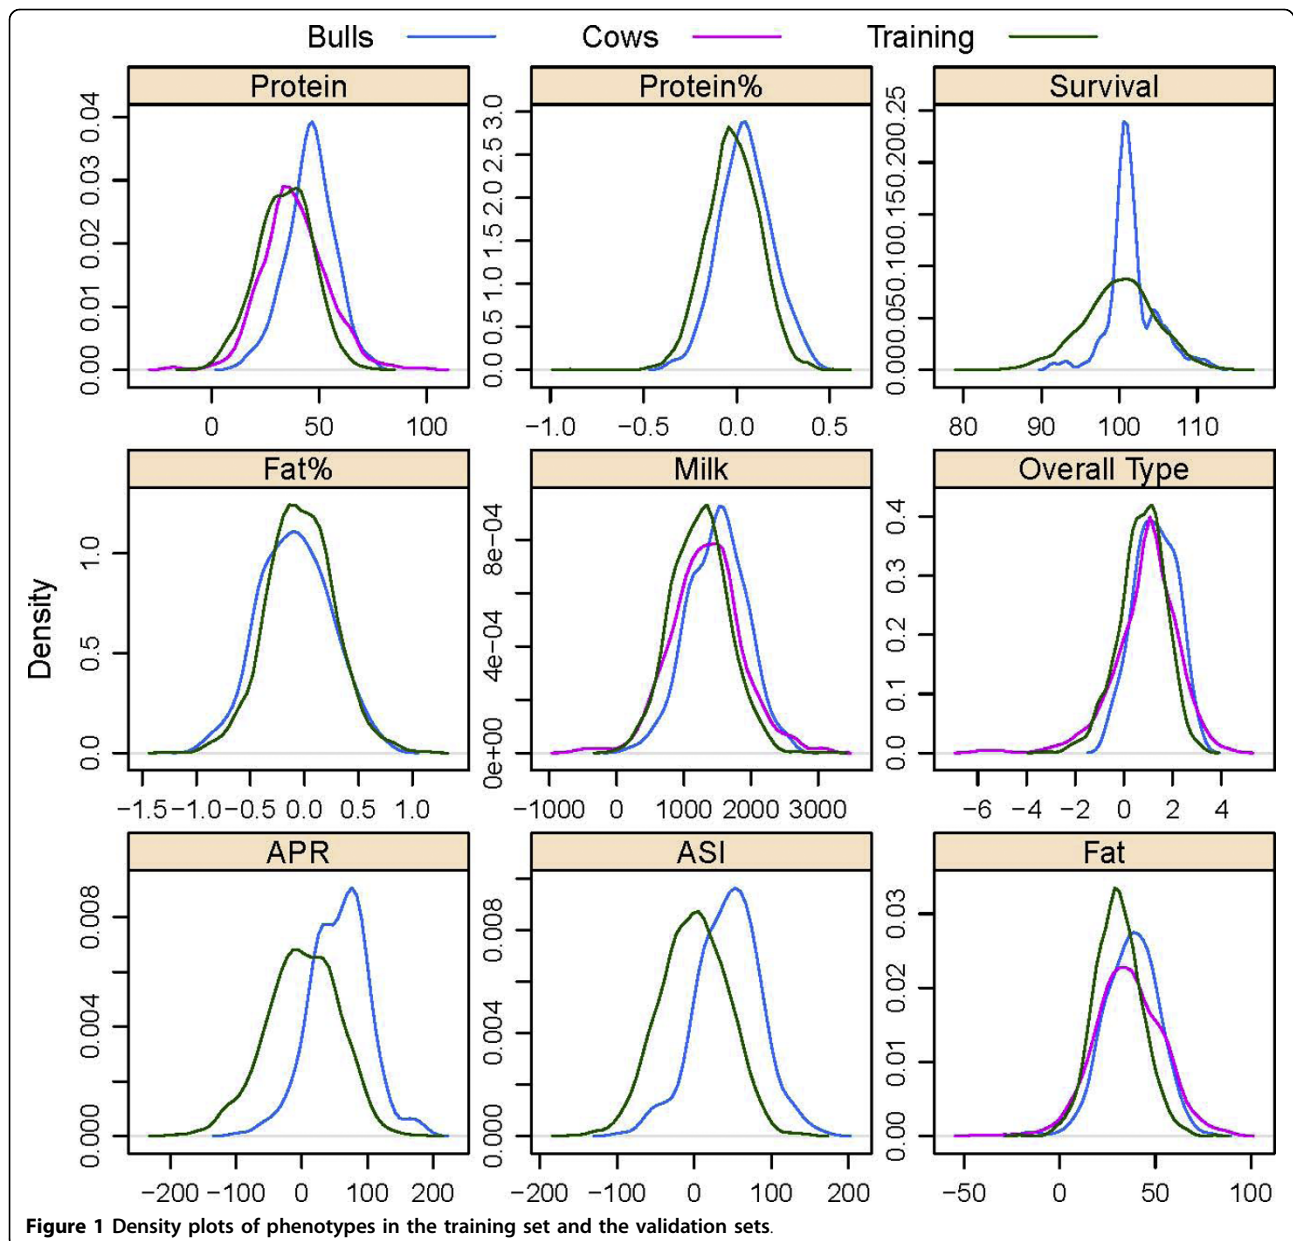 Bulls Cows Training
Protein Protein% Survival
0.00 0.01 0.02 0.03 0.04
0 50 100
0.0 0.5 1.0 1.5 2.0 2.5 3.0
−1.0 −0.5 0.0 0.5
0.00 0.05 0.10 0.15 0.20 0.25
80 90 100 110
Fat% Milk Overall Type
Density
0.0 0.5 1.0
−1.5 −1.0 −0.5 0.0 0.5 1.0
0e+00 4e−04 8e−04
−1000 0 1000 2000 3000
0.0 0.1 0.2 0.3 0.4
−6 −4 −2 0 2 4
APR ASI Fat
0.000 0.004 0.008
−200 −100 0 100 200
0.000 0.004 0.008
−200 −100 0 100 200
0.00 0.01 0.02 0.03
−50 0 50 100
Figure 1 Density plots of phenotypes in the training set and the validation sets.